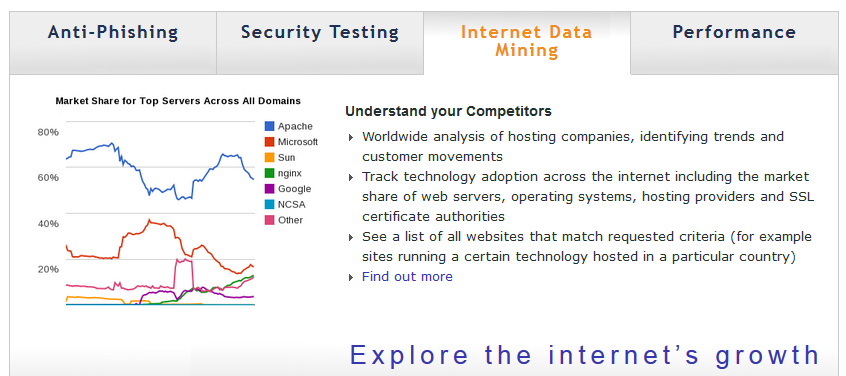 Anti-Phishing
Security Testing
Internet Data
Mining
Performance
Market Share for Top Servers Across All Domains
80%
60%
40%
20%
Apache
Microsoft
Sun
nginx
Google
NCSA
Other
Understand your Competitors
Worldwide analysis of hosting companies, identifying trends and
customer movements
Track technology adoption across the internet including the market
share of web servers, operating systems, hosting providers and SSL
certificate authorities
See a list of all websites that match requested criteria (for example
sites running a certain technology hosted in a particular country)
Find out more
Explore the internet’s growth